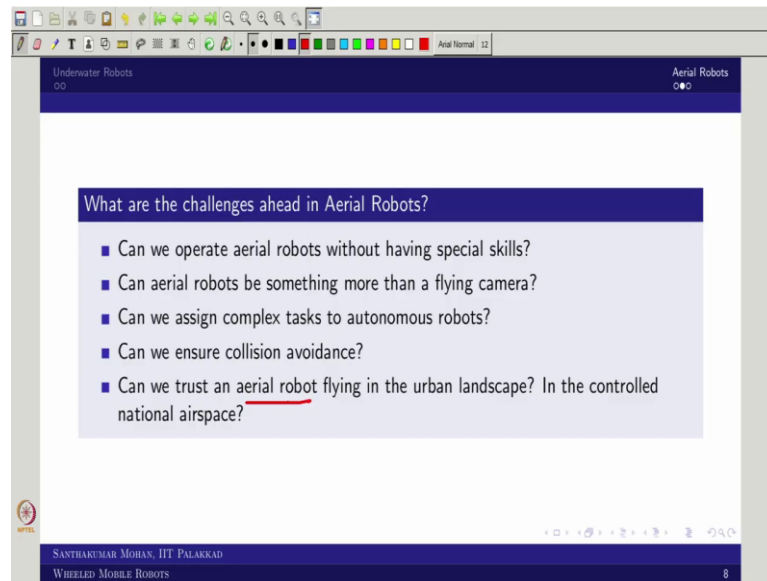 Arial Normal 12
Underwater Robots
Aerial Robots
What are the challenges ahead in Aerial Robots?
Can we operate aerial robots without having special skills?
Can aerial robots be something more than a flying camera?
Can we assign complex tasks to autonomous robots?
Can we ensure collision avoidance?
Can we trust an aerial robot flying in the urban landscape? In the controlled
national airspace?
NPTEL
SANTHAKUMAR MOHAN, IIT PALAKKAD
WHEELED MOBILE ROBOTS
8